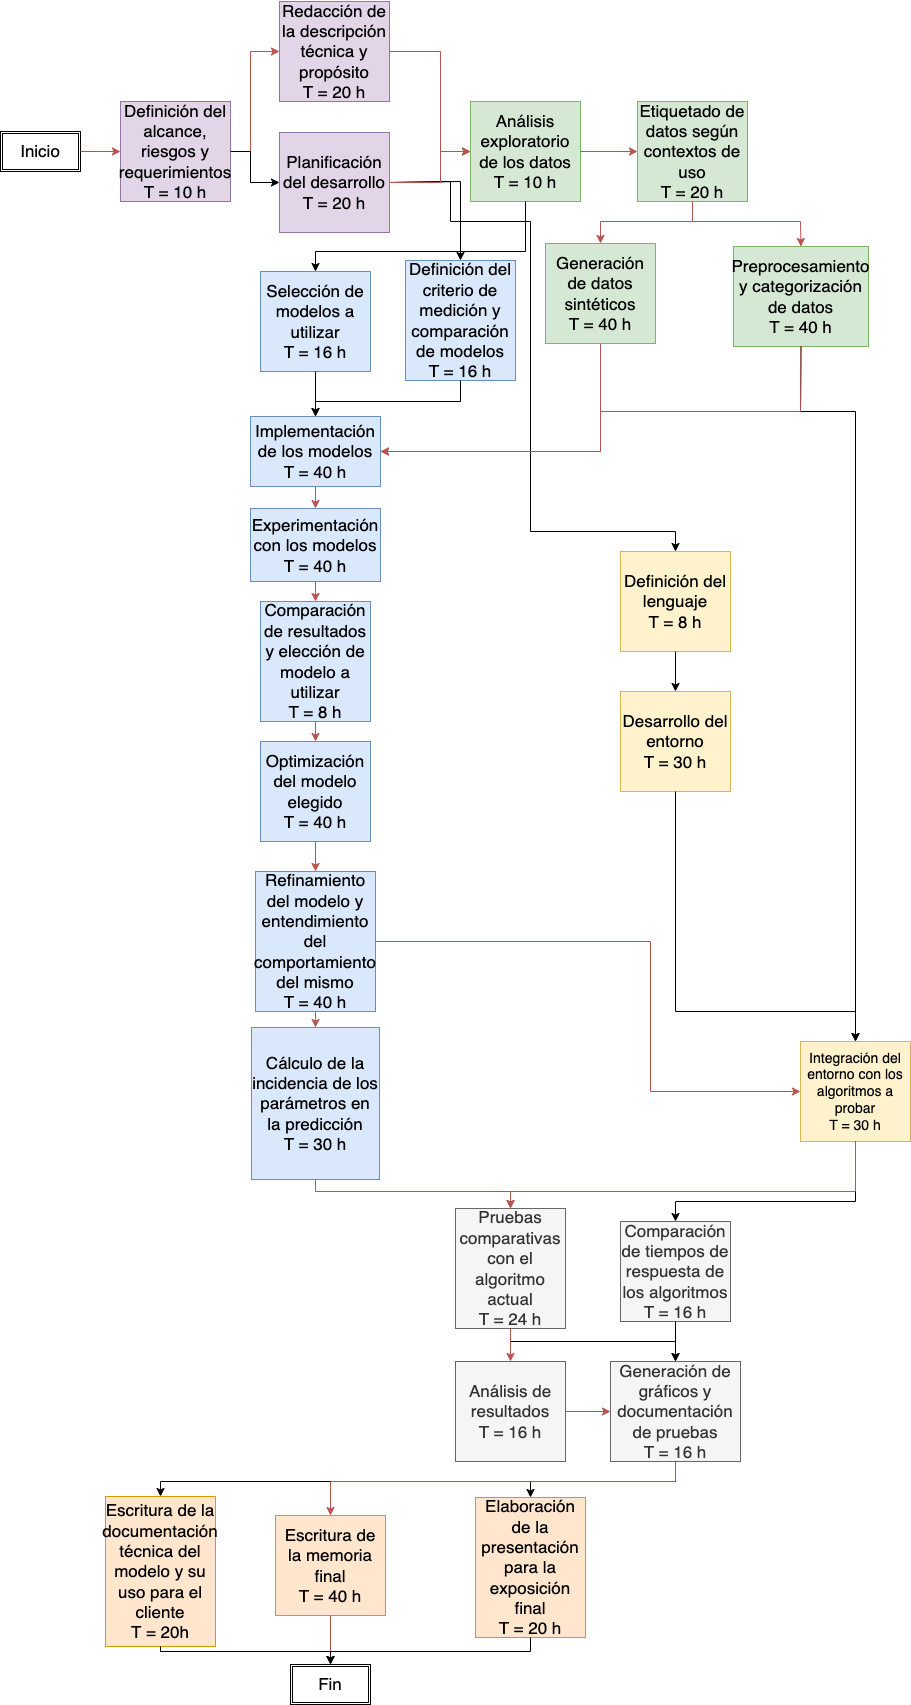 Redacción de
la descripción
técnica y
propósito
T = 20 h
Inicio
Definición del
alcance,
riesgos y
requerimientos
T = 10 h
Planificación
del desarrollo
T = 20 h
Análisis
exploratorio
de los datos
T = 10 h
Etiquetado de
datos según
contextos de
uso
T = 20 h
Selección de
modelos a
utilizar
T = 16 h
Definición del
criterio de
medición y
comparación
de modelos
T = 16 h
Generación
de datos
sintéticos
T = 40 h
Preprocesamiento
y categorización
de datos
T = 40 h
Implementación
de los modelos
T = 40 h
Experimentación
con los modelos
T = 40 h
Definición del
lenguaje
T = 8 h
Comparación
de resultados
y elección de
modelo a
utilizar
T = 8 h
Desarrollo del
entorno
T = 30 h
Optimización
del modelo
elegido
T = 40 h
Refinamiento
del modelo y
entendimiento
del
comportamiento
del mismo
T = 40 h
Cálculo de la
incidencia de los
parámetros en
la predicción
T = 30 h
Integración del
entorno con los
algoritmos a
probar
T = 30 h
Pruebas
comparativas
con el
algoritmo
actual
T = 24 h
Comparación
de tiempos de
respuesta de
los algoritmos
T = 16 h
Análisis de
resultados
T = 16 h
Generación de
gráficos y
documentación
de pruebas
T = 16 h
Escritura de la
documentación
técnica del
modelo y su
uso para el
cliente
T = 20h
Escritura de
la memoria
final
T = 40 h
Elaboración
de la
presentación
para la
exposición
final
T = 20 h
Fin